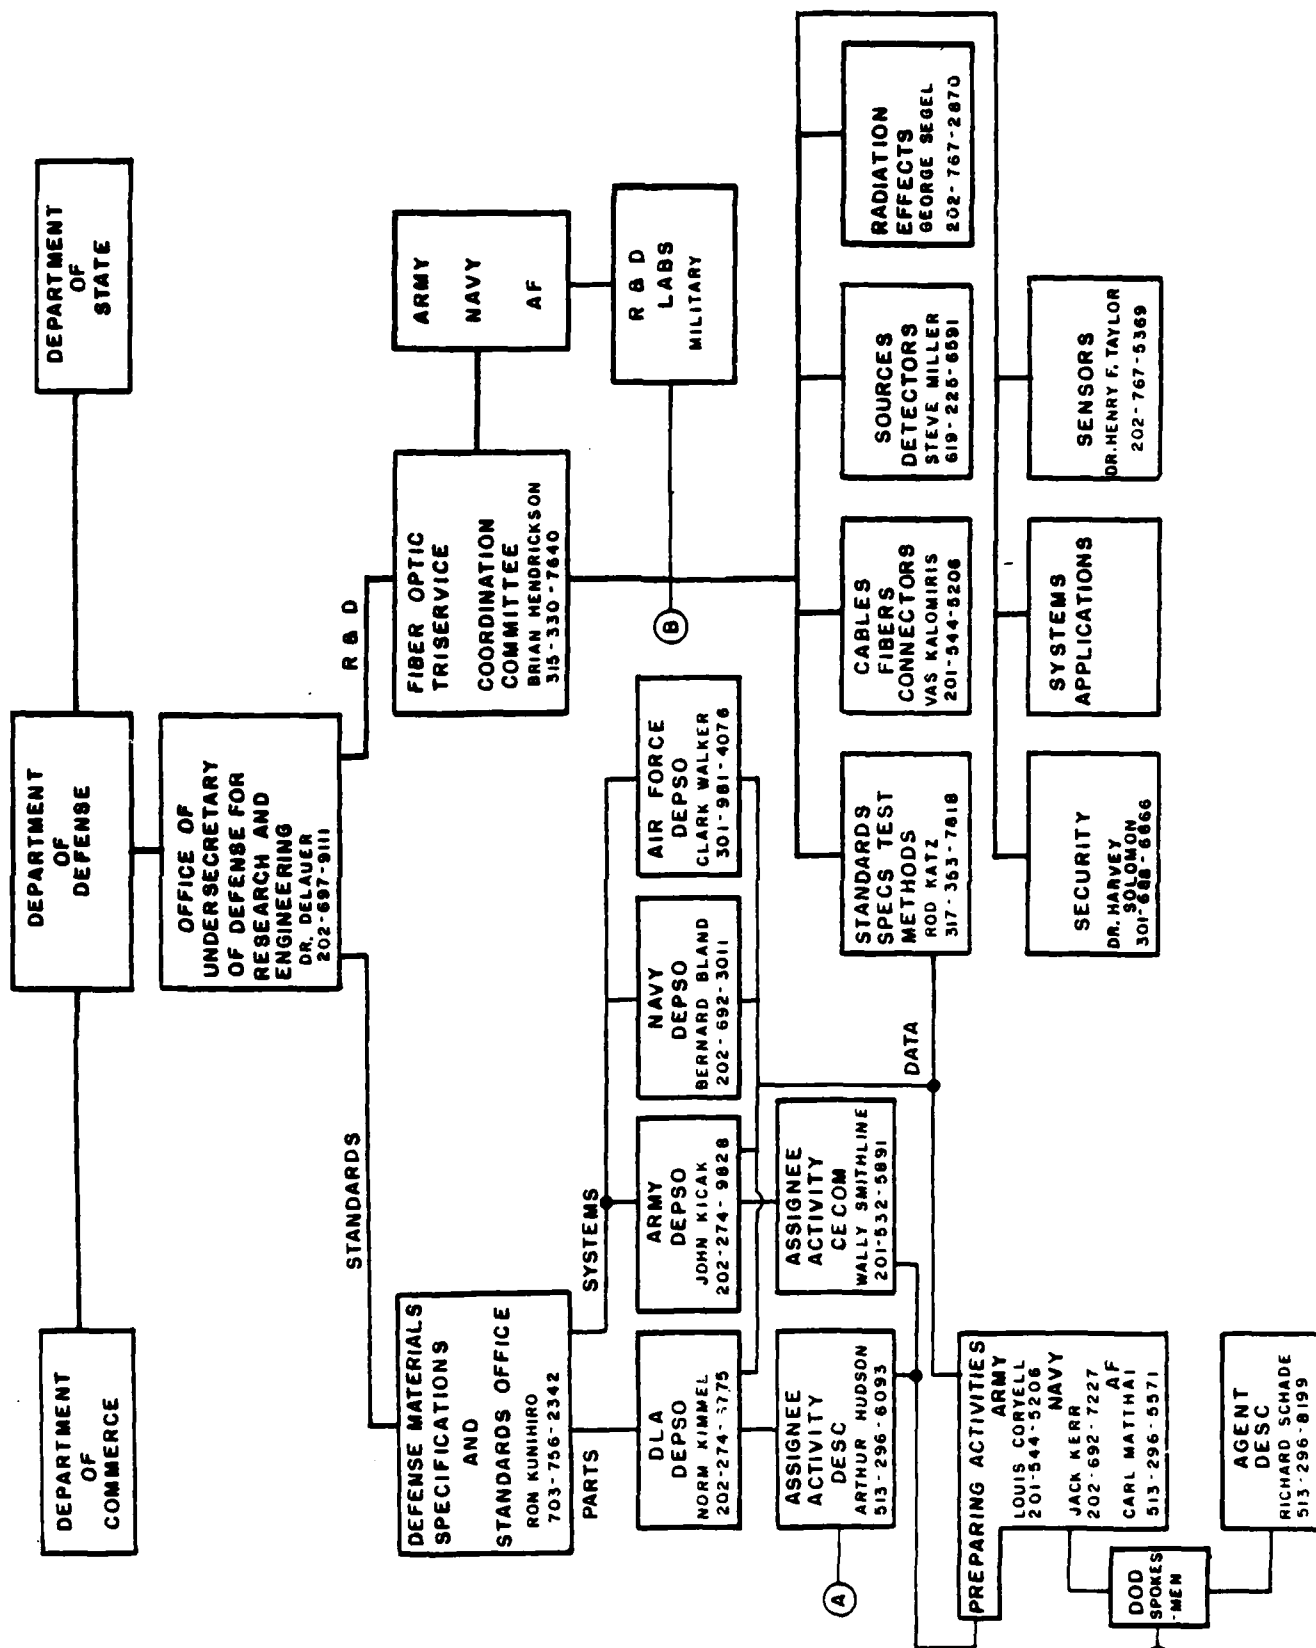 DEPARTMENT
OF
COMMERCE
DEPARTMENT
OF
DEFENSE
DEPARTMENT
OF
STATE
OFFICE OF
UNDERSECRETARY
OF DEFENSE FOR
RESEARCH AND
ENGINEERING
DR. DELAUER
202-697-9111
STANDARDS
R & D
DEFENSE MATERIALS
SPECIFICATIONS
AND
STANDARDS OFFICE
RON KUNIHIRO
703-756-2342
FIBER OPTIC
TRISERVICE
COORDINATION
COMMITTEE
BRIAN HENDRICKSON
315-330-7640
ARMY
NAVY
AF
PARTS
SYSTEMS
DLA
DEPSO
NORM KIMMEL
ARMY
DEPSO
JOHN KICAK
202-274-9828
NAVY
DEPSO
BERNARD BLAND
202-692-3011
AIR FORCE
DEPSO
CLARK WALKER
301-981-4076
B
R & D
LABS
MILITARY
A
ASSIGNEE
ACTIVITY
DESC
ARTHUR HUDSON
513-296-6093
ASSIGNEE
ACTIVITY
CECOM
WALLY SMITHLINE
201-532-5891
DATA
STANDARDS
SPECS TEST
METHODS
ROD KATZ
317-353-7818
CABLES
FIBERS
CONNECTORS
VAS KALOMIRIS
201-544-5206
SOURCES
DETECTORS
STEVE MILLER
619-225-6591
RADIATION
EFFECTS
GEORGE SEGEL
202-767-2870
PREPARING ACTIVITIES
ARMY
LOUIS CORYELL
201-544-5206
NAVY
JACK KERR
202-692-7227
AF
CARL MATTHAI
513-296-5571
SECURITY
DR. HARVEY
SOLOMON
301-688-6866
SYSTEMS
APPLICATIONS
SENSORS
DR. HENRY F. TAYLOR
202-767-5369
DOD
SPOKES
-MEN
AGENT
DESC
RICHARD SCHADE
513-296-8199